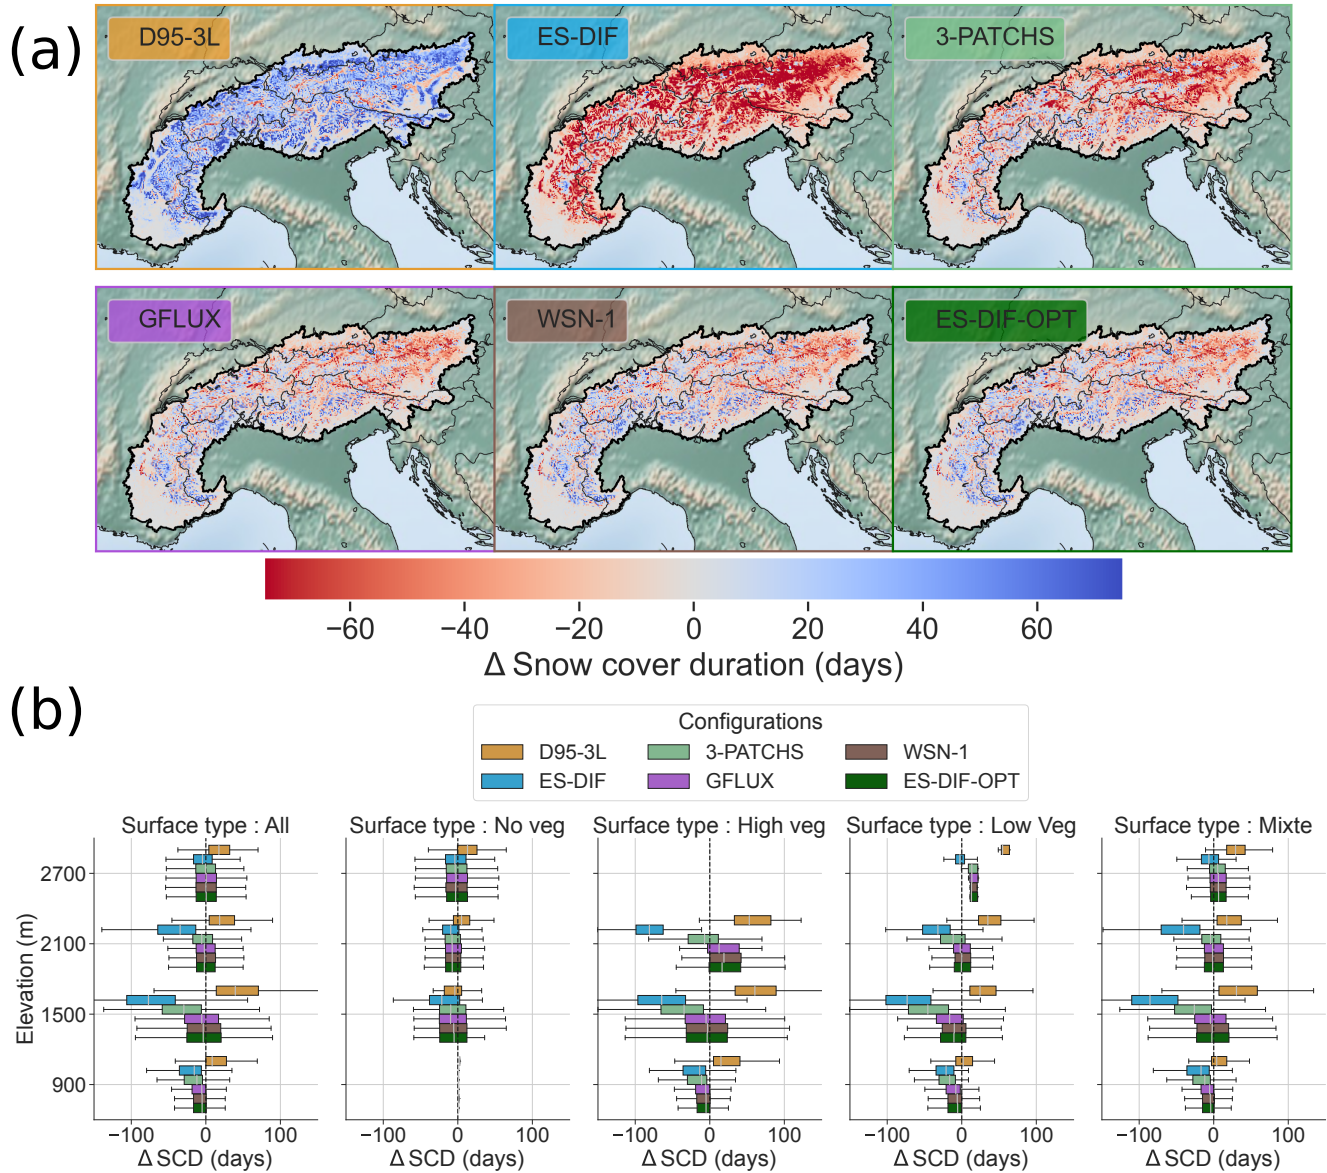 (a)
D95-3L
ES-DIF
3-PATCHS
GFLUX
WSN-1
ES-DIF-OPT
−60 −40 −20 0 20 40 60
Δ Snow cover duration (days)
(b)
Configurations
D95-3L 3-PATCHS WSN-1
ES-DIF GFLUX ES-DIF-OPT
Surface type : All
Surface type : No veg
Surface type : High veg
Surface type : Low Veg
Surface type : Mixte
Elevation (m)
2700
2100
1500
900
−100 0 100
−100 0 100
−100 0 100
−100 0 100
−100 0 100
Δ SCD (days)
Δ SCD (days)
Δ SCD (days)
Δ SCD (days)
Δ SCD (days)